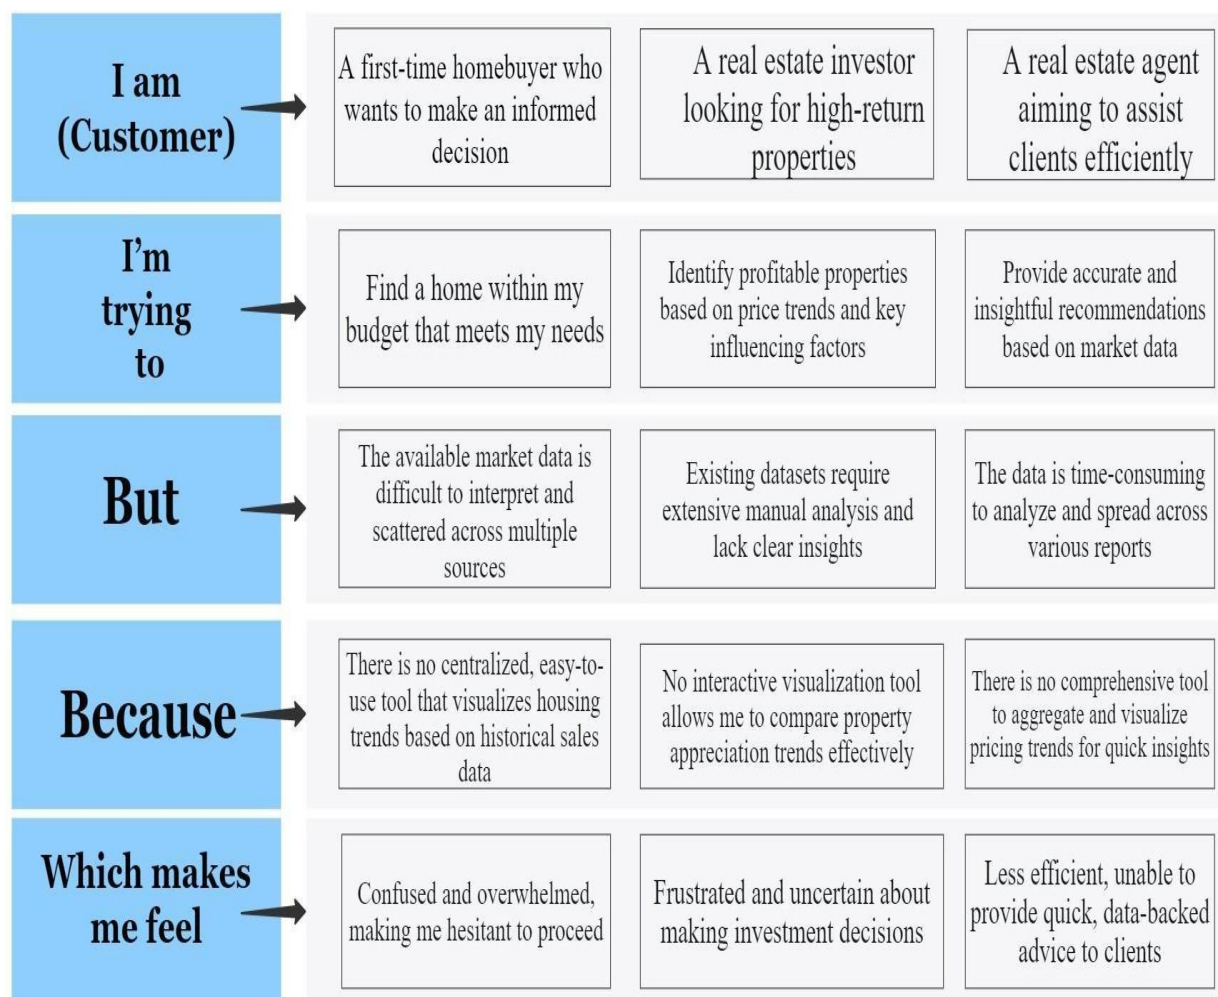 I am
(Customer)
A first-time homebuyer who
wants to make an informed
decision
A real estate investor
looking for high-return
properties
A real estate agent
aiming to assist
clients efficiently
I’m
trying
to
Find a home within my
budget that meets my needs
Identify profitable properties
based on price trends and key
influencing factors
Provide accurate and
insightful recommendations
based on market data
But
The available market data is
difficult to interpret and
scattered across multiple
sources
Existing datasets require
extensive manual analysis and
lack clear insights
The data is time-consuming
to analyze and spread across
various reports
Because
There is no centralized, easy-to-
use tool that visualizes housing
trends based on historical sales
data
No interactive visualization tool
allows me to compare property
appreciation trends effectively
There is no comprehensive tool
to aggregate and visualize
pricing trends for quick insights
Which makes
me feel
Confused and overwhelmed,
making me hesitant to proceed
Frustrated and uncertain about
making investment decisions
Less efficient, unable to
provide quick, data-backed
advice to clients